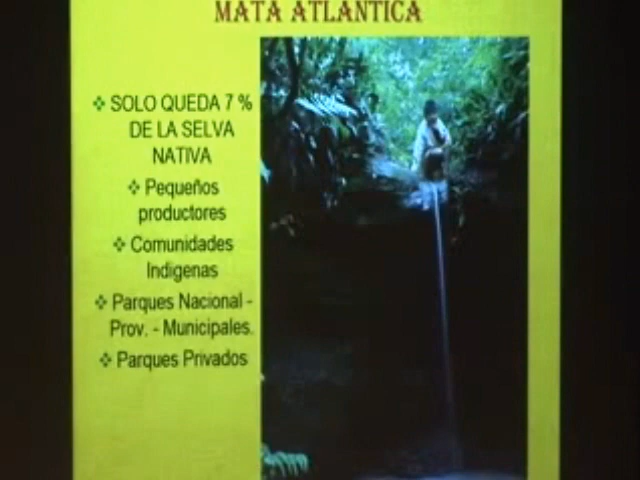 MATA ATLANTICA
❖ SOLO QUEDA 7 %
DE LA SELVA
NATIVA
❖ Pequeños
productores
❖ Comunidades
Indigenas
❖ Parques Nacional -
Prov. - Municipales.
❖ Parques Privados